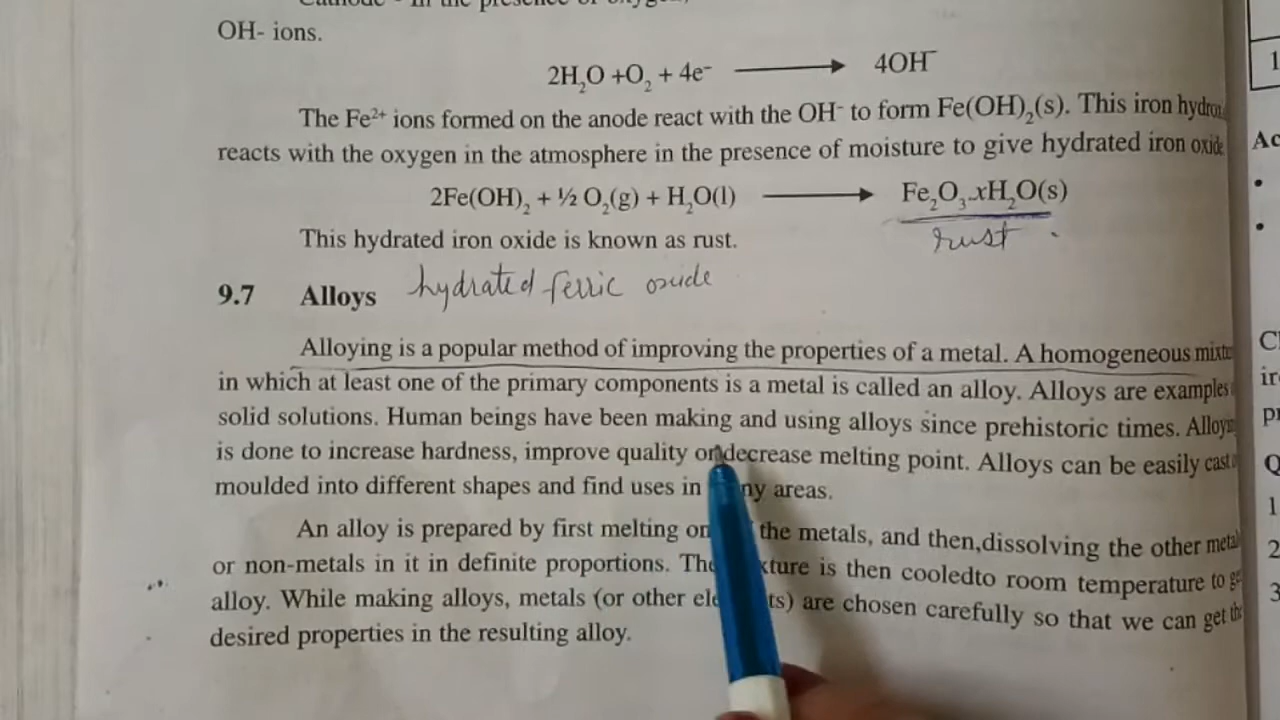 OH- ions.
2H₂O +O₂ + 4e⁻ ⟶ 4OH⁻
The Fe²⁺ ions formed on the anode react with the OH⁻ to form Fe(OH)₂(s). This iron
reacts with the oxygen in the atmosphere in the presence of moisture to give hydrated iron oxide
2Fe(OH)₂ + ½ O₂(g) + H₂O(l) ⟶ Fe₂O₃.xH₂O(s)
rust.
This hydrated iron oxide is known as rust.
hydrated ferric oxide
9.7 Alloys
Alloying is a popular method of improving the properties of a metal. A homogeneous
in which at least one of the primary components is a metal is called an alloy. Alloys are examples
solid solutions. Human beings have been making and using alloys since prehistoric times.
is done to increase hardness, improve quality or decrease melting point. Alloys can be easily cast
moulded into different shapes and find uses in areas.
An alloy is prepared by first melting the metals, and then,dissolving the other
or non-metals in it in definite proportions. is then cooledto room temperature to
alloy. While making alloys, metals (or other are chosen carefully so that we can get
desired properties in the resulting alloy.